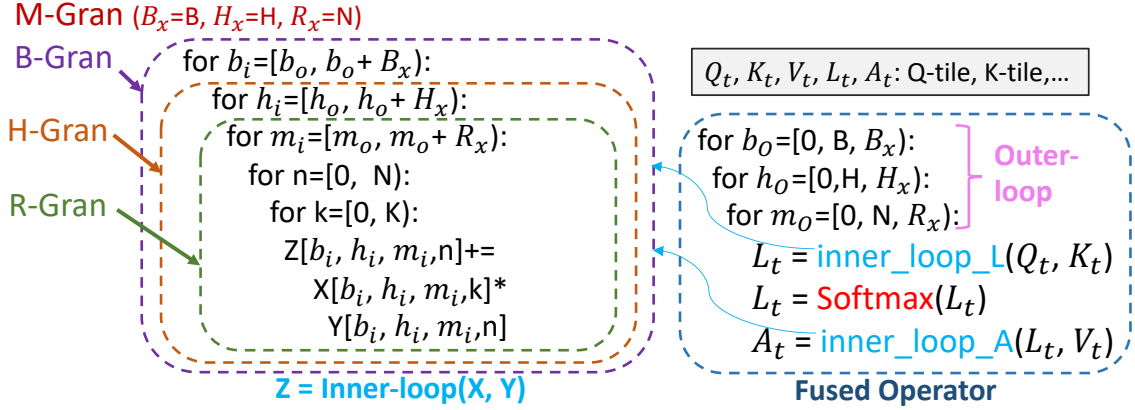 M-Gran (Bₓ=B, Hₓ=H, Rₓ=N)
B-Gran
H-Gran
R-Gran
for bᵢ=[bₒ, bₒ+ Bₓ):
for hᵢ=[hₒ, hₒ+ Hₓ):
for mᵢ=[mₒ, mₒ+ Rₓ):
for n=[0, N):
for k=[0, K):
Z[bᵢ, hᵢ, mᵢ,n]+=
X[bᵢ, hᵢ, mᵢ,k]*
Y[bᵢ, hᵢ, mᵢ,n]
Z = Inner-loop(X, Y)
Qₜ, Kₜ, Vₜ, Lₜ, Aₜ: Q-tile, K-tile,...
for b_O=[0, B, Bₓ):
for h_O=[0,H, Hₓ):
for m_O=[0, N, Rₓ):
Outer-
loop
Lₜ = inner_loop_L(Qₜ, Kₜ)
Lₜ = Softmax(Lₜ)
Aₜ = inner_loop_A(Lₜ, Vₜ)
Fused Operator